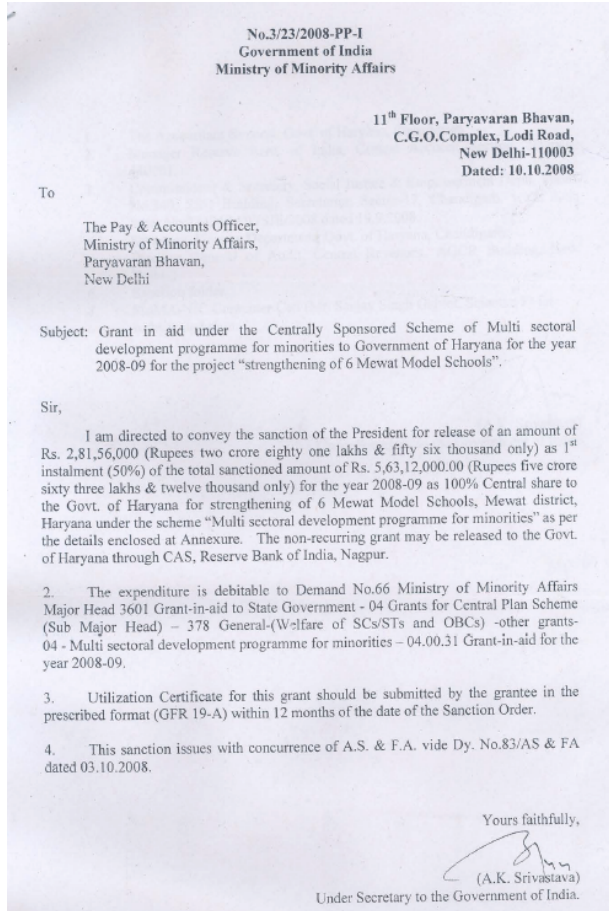 No.3/23/2008-PP-I
Government of India
Ministry of Minority Affairs
11th Floor, Paryavaran Bhavan,
C.G.O.Complex, Lodi Road,
New Delhi-110003
Dated: 10.10.2008
To
The Pay & Accounts Officer,
Ministry of Minority Affairs,
Paryavaran Bhavan,
New Delhi
Subject: Grant in aid under the Centrally Sponsored Scheme of Multi sectoral
development programme for minorities to Government of Haryana for the year
2008-09 for the project “strengthening of 6 Mewat Model Schools”.
Sir,
I am directed to convey the sanction of the President for release of an amount of
Rs. 2,81,56,000 (Rupees two crore eighty one lakhs & fifty six thousand only) as 1st
instalment (50%) of the total sanctioned amount of Rs. 5,63,12,000.00 (Rupees five crore
sixty three lakhs & twelve thousand only) for the year 2008-09 as 100% Central share to
the Govt. of Haryana for strengthening of 6 Mewat Model Schools, Mewat district,
Haryana under the scheme “Multi sectoral development programme for minorities” as per
the details enclosed at Annexure. The non-recurring grant may be released to the Govt.
of Haryana through CAS, Reserve Bank of India, Nagpur.
2. The expenditure is debitable to Demand No.66 Ministry of Minority Affairs
Major Head 3601 Grant-in-aid to State Government - 04 Grants for Central Plan Scheme
(Sub Major Head) – 378 General-(Welfare of SCs/STs and OBCs) -other grants-
04 - Multi sectoral development programme for minorities – 04.00.31 Grant-in-aid for the
year 2008-09.
3. Utilization Certificate for this grant should be submitted by the grantee in the
prescribed format (GFR 19-A) within 12 months of the date of the Sanction Order.
4. This sanction issues with concurrence of A.S. & F.A. vide Dy. No.83/AS & FA
dated 03.10.2008.
Yours faithfully,
(A.K. Srivastava)
Under Secretary to the Government of India.